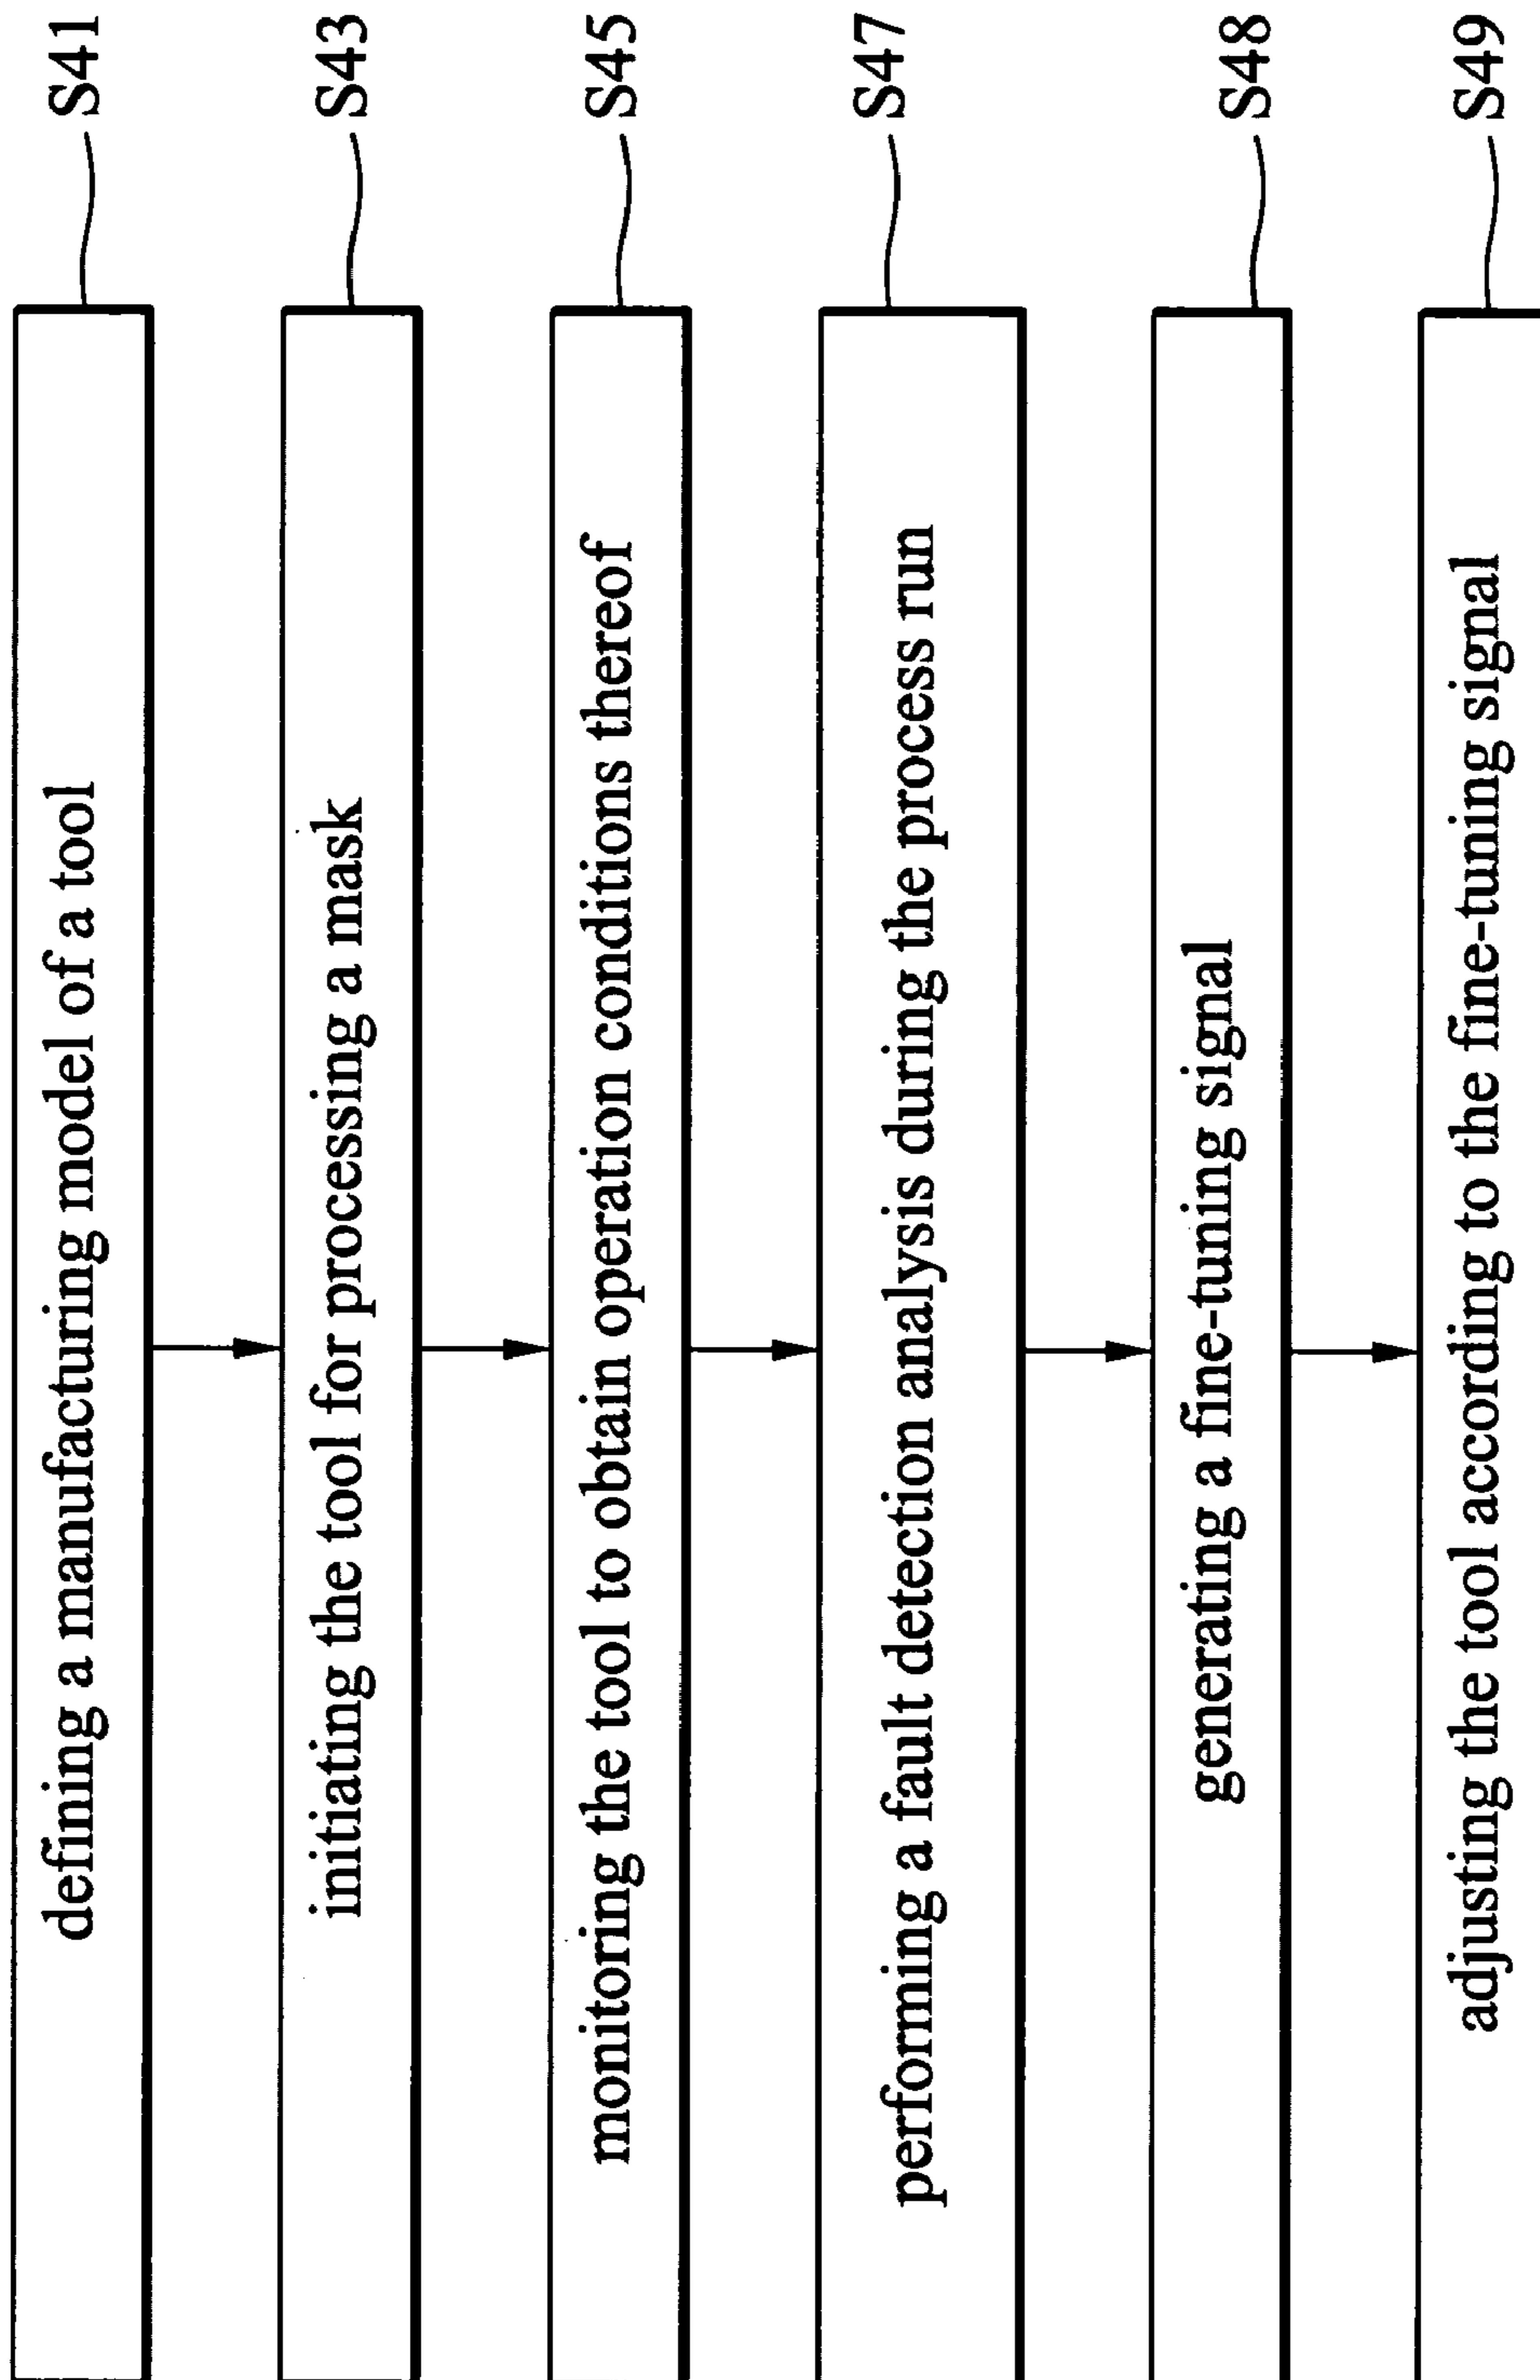 defining a manufacturing model of a tool
S41
initiating the tool for processing a mask
S43
monitoring the tool to obtain operation conditions thereof
S45
performing a fault detection analysis during the process run
S47
generating a fine-tuning signal
S48
adjusting the tool according to the fine-tuning signal
S49